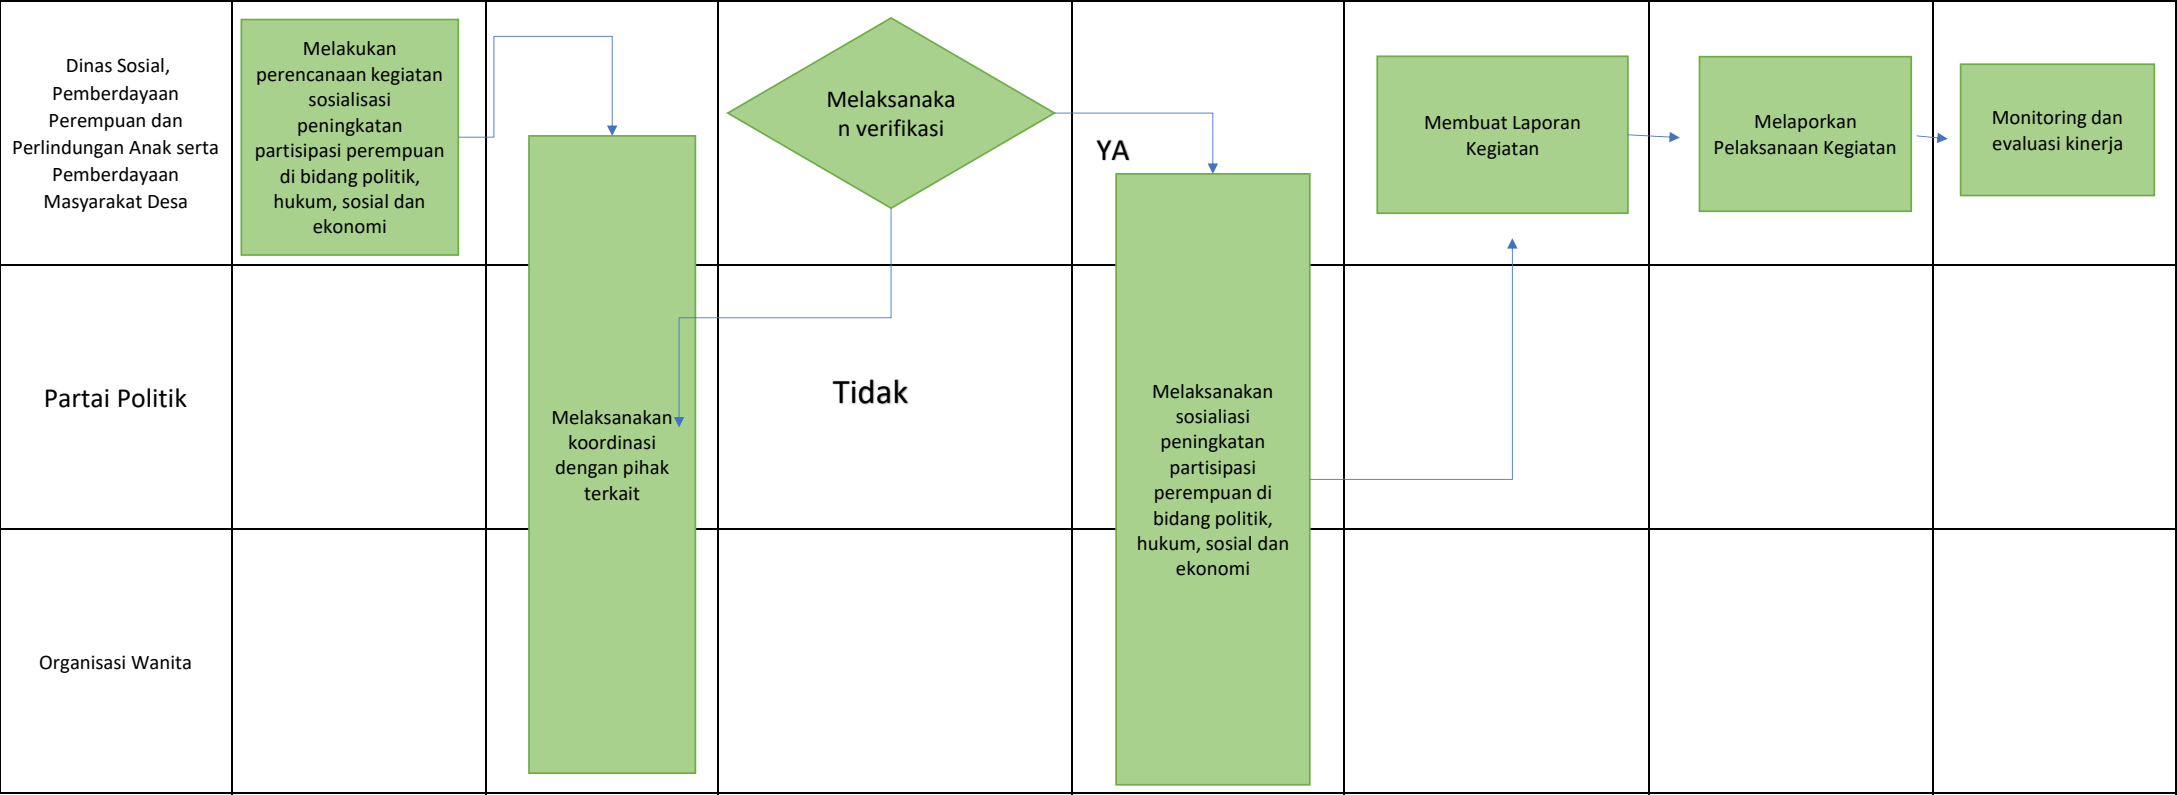 Dinas Sosial,
Pemberdayaan
Perempuan dan
Perlindungan Anak serta
Pemberdayaan
Masyarakat Desa
Melakukan
perencanaan kegiatan
sosialisasi
peningkatan
partisipasi perempuan
di bidang politik,
hukum, sosial dan
ekonomi
Melaksanaka
n verifikasi
YA
Membuat Laporan
Kegiatan
Melaporkan
Pelaksanaan Kegiatan
Monitoring dan
evaluasi kinerja
Partai Politik
Melaksanakan
koordinasi
dengan pihak
terkait
Tidak
Melaksanakan
sosialiasi
peningkatan
partisipasi
perempuan di
bidang politik,
hukum, sosial dan
ekonomi
Organisasi Wanita